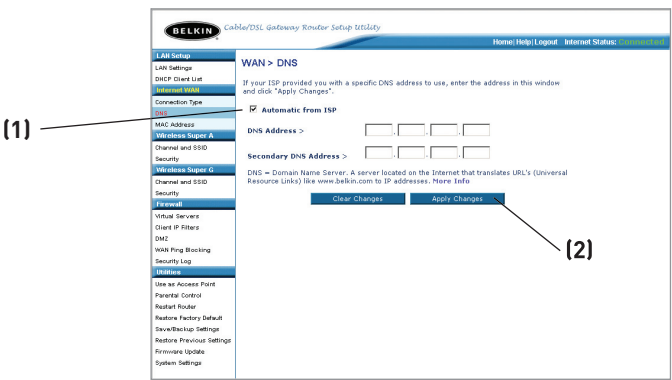 BELKIN Cable/DSL Gateway Router Setup Utility
Home|Help|Logout Internet Status: Connected
LAN Setup
LAN Settings
DHCP Client List
Internet WAN
Connection Type
DNS
MAC Address
Wireless Super A
Channel and SSID
Security
Wireless Super G
Channel and SSID
Security
Firewall
Virtual Servers
Client IP Filters
DMZ
WAN Ping Blocking
Security Log
Utilities
Use as Access Point
Parental Control
Restart Router
Restore Factory Default
Save/Backup Settings
Restore Previous Settings
Firmware Update
System Settings
WAN > DNS
If your ISP provided you with a specific DNS address to use, enter the address in this window
and click "Apply Changes".
Automatic from ISP
(1)
DNS Address > . . .
Secondary DNS Address > . . .
DNS = Domain Name Server. A server located on the Internet that translates URL's (Universal
Resource Links) like www.belkin.com to IP addresses. More Info
Clear Changes Apply Changes
(2)